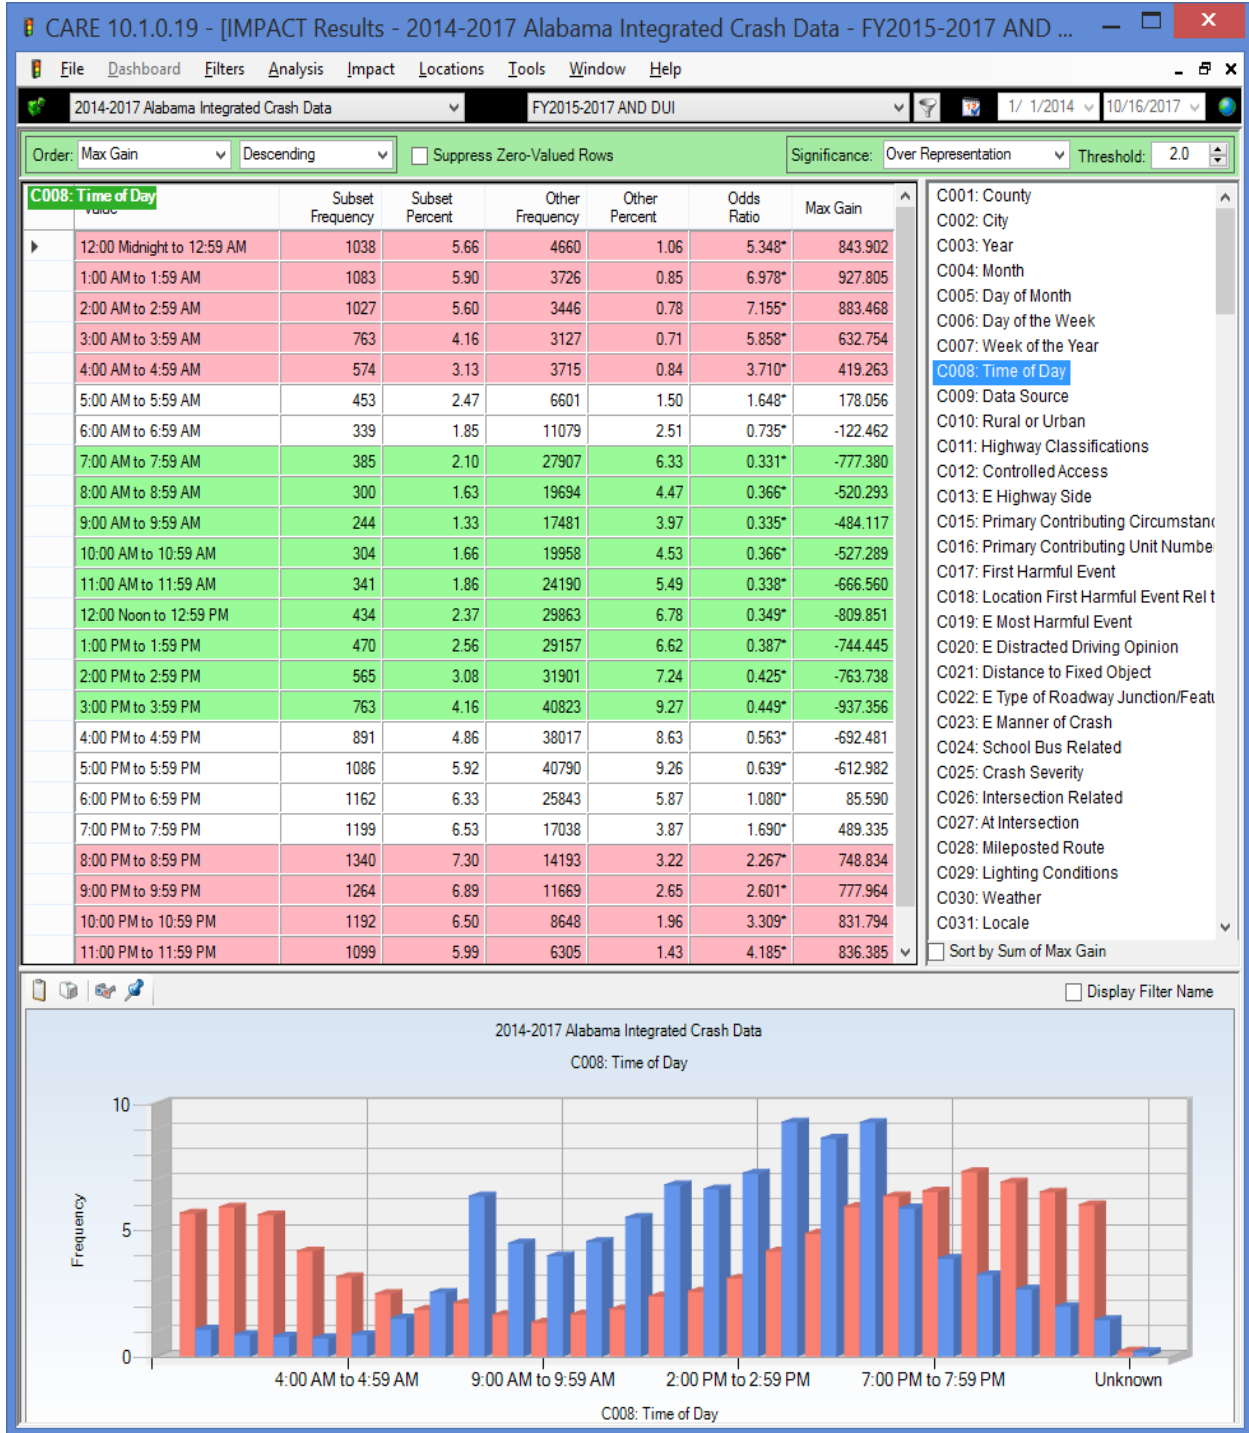 CARE 10.1.0.19 - [IMPACT Results - 2014-2017 Alabama Integrated Crash Data - FY2015-2017 AND ...
File Dashboard Filters Analysis Impact Locations Tools Window Help
2014-2017 Alabama Integrated Crash Data FY2015-2017 AND DUI 1/ 1/2014 10/16/2017
Order: Max Gain Descending Suppress Zero-Valued Rows Significance: Over Representation Threshold: 2.0
C008: Time of Day
Value Subset Frequency Subset Percent Other Frequency Other Percent Odds Ratio Max Gain
12:00 Midnight to 12:59 AM 1038 5.66 4660 1.06 5.348* 843.902
1:00 AM to 1:59 AM 1083 5.90 3726 0.85 6.978* 927.805
2:00 AM to 2:59 AM 1027 5.60 3446 0.78 7.155* 883.468
3:00 AM to 3:59 AM 763 4.16 3127 0.71 5.858* 632.754
4:00 AM to 4:59 AM 574 3.13 3715 0.84 3.710* 419.263
5:00 AM to 5:59 AM 453 2.47 6601 1.50 1.648* 178.056
6:00 AM to 6:59 AM 339 1.85 11079 2.51 0.735* -122.462
7:00 AM to 7:59 AM 385 2.10 27907 6.33 0.331* -777.380
8:00 AM to 8:59 AM 300 1.63 19694 4.47 0.366* -520.293
9:00 AM to 9:59 AM 244 1.33 17481 3.97 0.335* -484.117
10:00 AM to 10:59 AM 304 1.66 19958 4.53 0.366* -527.289
11:00 AM to 11:59 AM 341 1.86 24190 5.49 0.338* -666.560
12:00 Noon to 12:59 PM 434 2.37 29863 6.78 0.349* -809.851
1:00 PM to 1:59 PM 470 2.56 29157 6.62 0.387* -744.445
2:00 PM to 2:59 PM 565 3.08 31901 7.24 0.425* -763.738
3:00 PM to 3:59 PM 763 4.16 40823 9.27 0.449* -937.356
4:00 PM to 4:59 PM 891 4.86 38017 8.63 0.563* -692.481
5:00 PM to 5:59 PM 1086 5.92 40790 9.26 0.639* -612.982
6:00 PM to 6:59 PM 1162 6.33 25843 5.87 1.080* 85.590
7:00 PM to 7:59 PM 1199 6.53 17038 3.87 1.690* 489.335
8:00 PM to 8:59 PM 1340 7.30 14193 3.22 2.267* 748.834
9:00 PM to 9:59 PM 1264 6.89 11669 2.65 2.601* 777.964
10:00 PM to 10:59 PM 1192 6.50 8648 1.96 3.309* 831.794
11:00 PM to 11:59 PM 1099 5.99 6305 1.43 4.185* 836.385
C001: County
C002: City
C003: Year
C004: Month
C005: Day of Month
C006: Day of the Week
C007: Week of the Year
C008: Time of Day
C009: Data Source
C010: Rural or Urban
C011: Highway Classifications
C012: Controlled Access
C013: E Highway Side
C015: Primary Contributing Circumstanc
C016: Primary Contributing Unit Numbe
C017: First Harmful Event
C018: Location First Harmful Event Rel t
C019: E Most Harmful Event
C020: E Distracted Driving Opinion
C021: Distance to Fixed Object
C022: E Type of Roadway Junction/Featu
C023: E Manner of Crash
C024: School Bus Related
C025: Crash Severity
C026: Intersection Related
C027: At Intersection
C028: Mileposted Route
C029: Lighting Conditions
C030: Weather
C031: Locale
Sort by Sum of Max Gain
Display Filter Name
2014-2017 Alabama Integrated Crash Data
C008: Time of Day
10
5
0
Frequency
4:00 AM to 4:59 AM 9:00 AM to 9:59 AM 2:00 PM to 2:59 PM 7:00 PM to 7:59 PM Unknown
C008: Time of Day